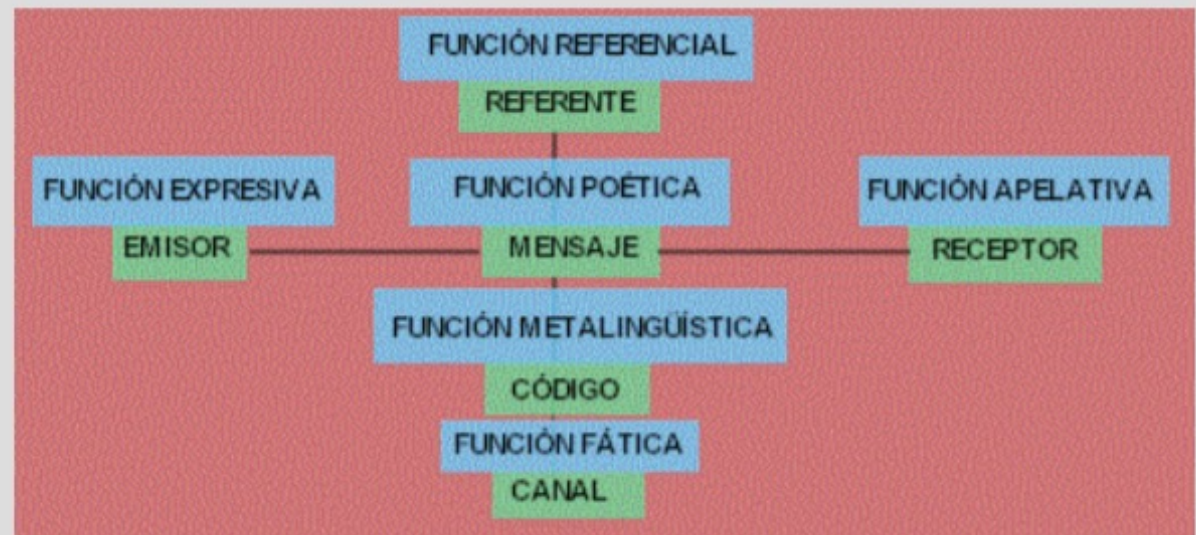 FUNCIÓN REFERENCIAL
REFERENTE
FUNCIÓN EXPRESIVA
EMISOR
FUNCIÓN POÉTICA
MENSAJE
FUNCIÓN APELATIVA
RECEPTOR
FUNCIÓN METALINGÜÍSTICA
CÓDIGO
FUNCIÓN FÁTICA
CANAL